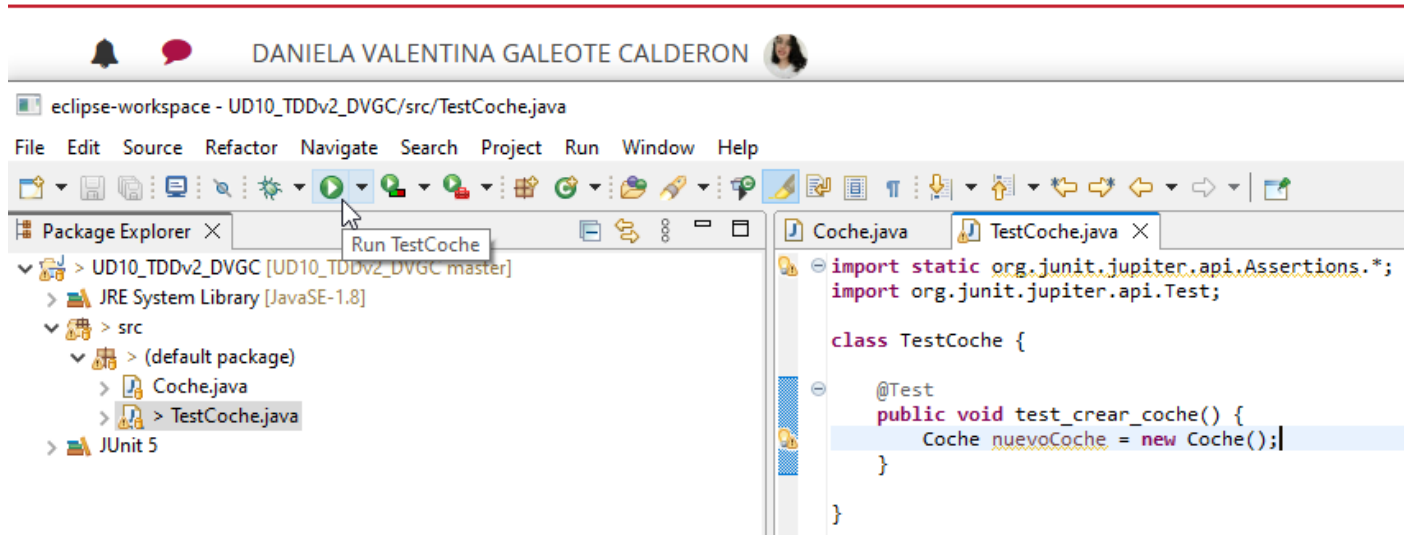 DANIELA VALENTINA GALEOTE CALDERON
eclipse-workspace - UD10_TDDv2_DVGC/src/TestCoche.java
File Edit Source Refactor Navigate Search Project Run Window Help
Package Explorer
Run TestCoche
> UD10_TDDv2_DVGC [UD10_TDDv2_DVGC master]
JRE System Library [JavaSE-1.8]
> src
> (default package)
Coche.java
> TestCoche.java
JUnit 5
Coche.java TestCoche.java
import static org.junit.jupiter.api.Assertions.*;
import org.junit.jupiter.api.Test;
class TestCoche {
@Test
public void test_crear_coche() {
Coche nuevoCoche = new Coche();
}
}